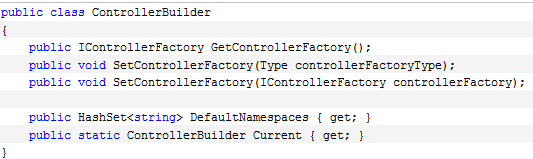 public class ControllerBuilder
{
    public IControllerFactory GetControllerFactory();
    public void SetControllerFactory(Type controllerFactoryType);
    public void SetControllerFactory(IControllerFactory controllerFactory);

    public HashSet<string> DefaultNamespaces { get; }
    public static ControllerBuilder Current { get; }
}